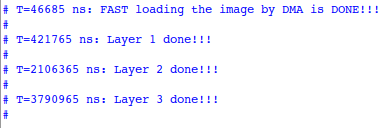 # T=46685 ns: FAST loading the image by DMA is DONE!!!
#
# T=421765 ns: Layer 1 done!!!
#
# T=2106365 ns: Layer 2 done!!!
#
# T=3790965 ns: Layer 3 done!!!
#